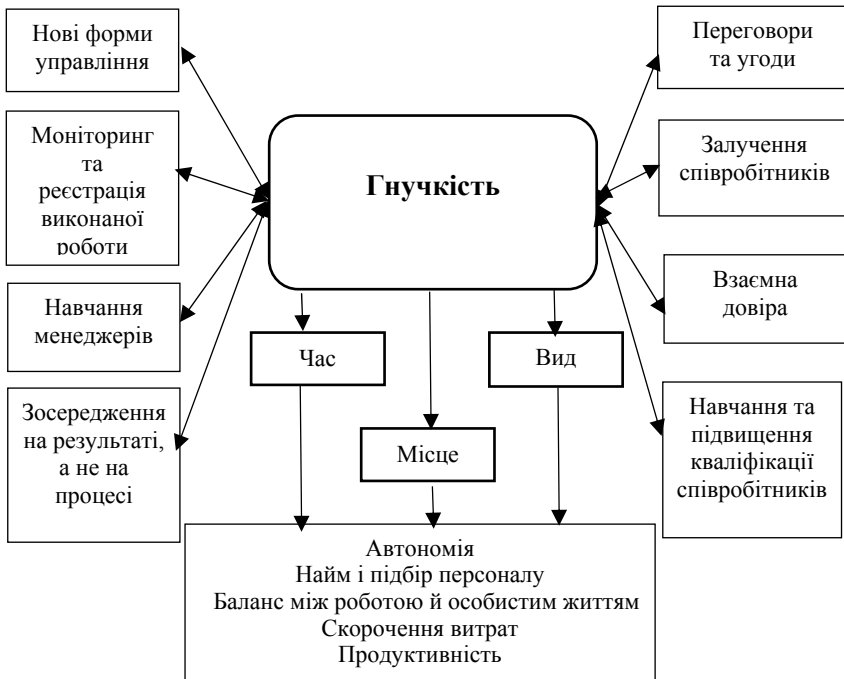 Нові форми
управління
Моніторинг
та
реєстрація
виконаної
роботи
Навчання
менеджерів
Зосередження
на результаті,
а не на
процесі
Гнучкість
Час
Місце
Вид
Переговори
та угоди
Залучення
співробітників
Взаємна
довіра
Навчання та
підвищення
кваліфікації
співробітників
Автономія
Найм і підбір персоналу
Баланс між роботою й особистим життям
Скорочення витрат
Продуктивність